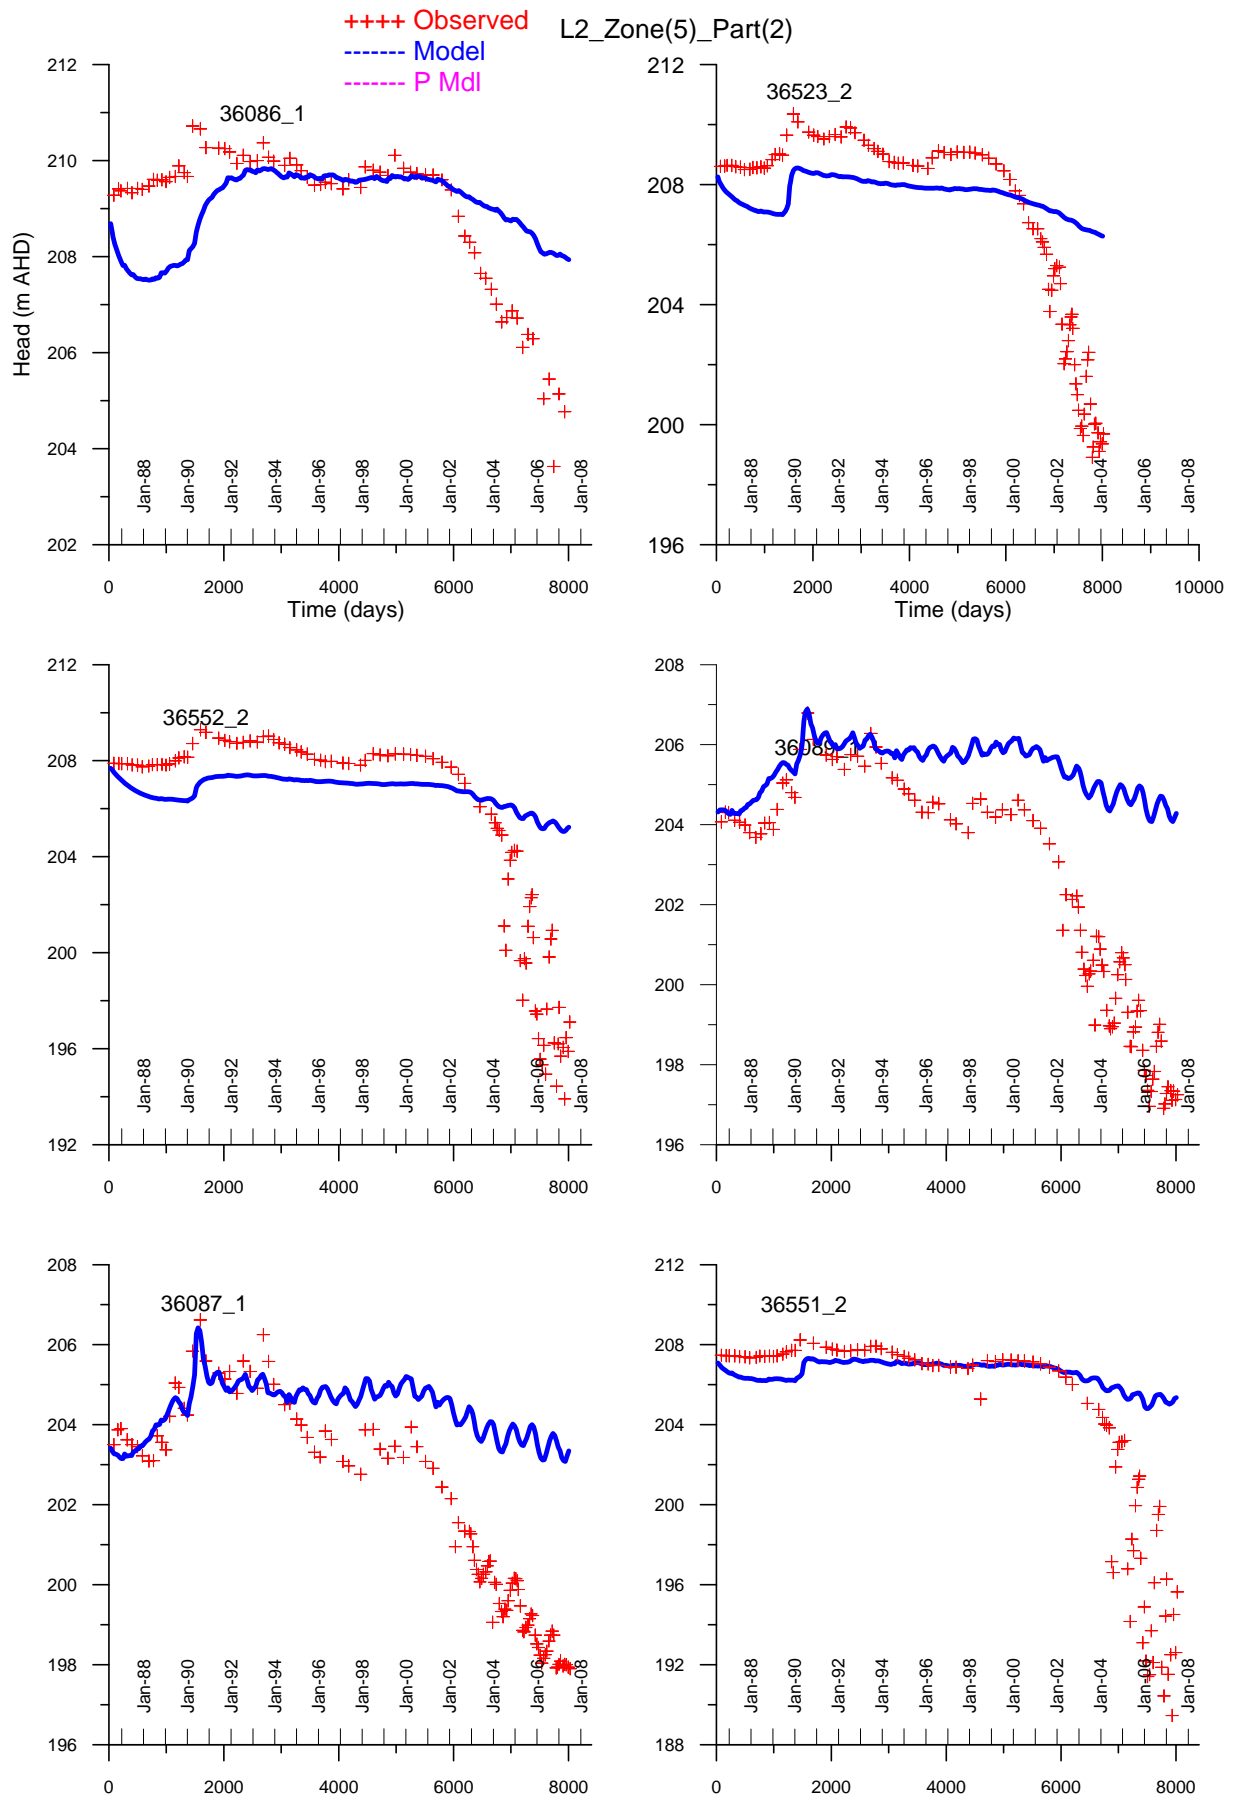 ++++ Observed
L2_Zone(5)_Part(2)
------- Model
------- P Mdl
Head (m AHD)
212
210
208
206
204
202
36086_1
Jan-88
Jan-90
Jan-92
Jan-94
Jan-96
Jan-98
Jan-00
Jan-02
Jan-04
Jan-06
Jan-08
0 2000 4000 6000 8000
Time (days)
212
208
204
200
196
36523_2
Jan-88
Jan-90
Jan-92
Jan-94
Jan-96
Jan-98
Jan-00
Jan-02
Jan-04
Jan-06
Jan-08
0 2000 4000 6000 8000 10000
Time (days)
212
208
204
200
196
192
36552_2
Jan-88
Jan-90
Jan-92
Jan-94
Jan-96
Jan-98
Jan-00
Jan-02
Jan-04
Jan-06
Jan-08
0 2000 4000 6000 8000
208
206
204
202
200
198
196
36089_1
Jan-88
Jan-90
Jan-92
Jan-94
Jan-96
Jan-98
Jan-00
Jan-02
Jan-04
Jan-06
Jan-08
0 2000 4000 6000 8000
208
206
204
202
200
198
196
36087_1
Jan-88
Jan-90
Jan-92
Jan-94
Jan-96
Jan-98
Jan-00
Jan-02
Jan-04
Jan-06
Jan-08
0 2000 4000 6000 8000
212
208
204
200
196
192
188
36551_2
Jan-88
Jan-90
Jan-92
Jan-94
Jan-96
Jan-98
Jan-00
Jan-02
Jan-04
Jan-06
Jan-08
0 2000 4000 6000 8000